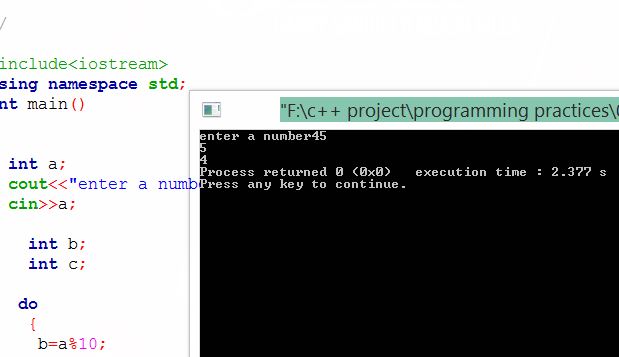 /
include<iostream>
sing namespace std;
nt main()
"F:\c++ project\programming practices\
enter a number45
5
4
Process returned 0 (0x0)   execution time : 2.377 s
Press any key to continue.
int a;
cout<<"enter a numb
cin>>a;
int b;
int c;
do
{
b=a%10;